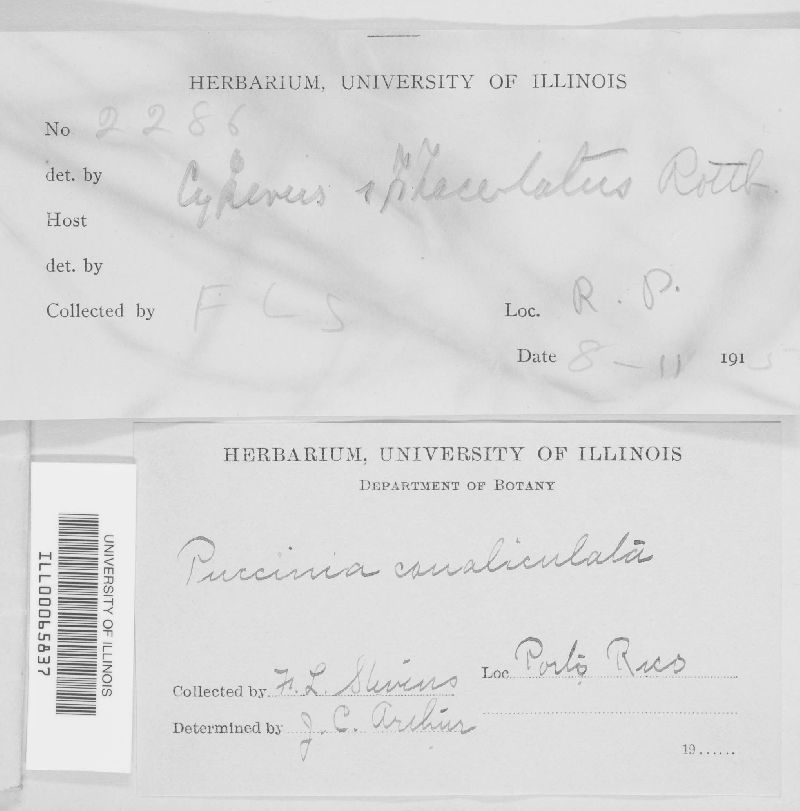 HERBARIUM, UNIVERSITY OF ILLINOIS
No 2286
det. by
Cyperus Rottb.
Host
det. by
Collected by F L S
Loc. R. P.
Date 8 - 11 1915
HERBARIUM, UNIVERSITY OF ILLINOIS
DEPARTMENT OF BOTANY
Puccinia canaliculata
Collected by F. L. Stevens
Loc Porto Rico
Determined by J. C. Arthur
19......
UNIVERSITY OF ILLINOIS
ILL00065837